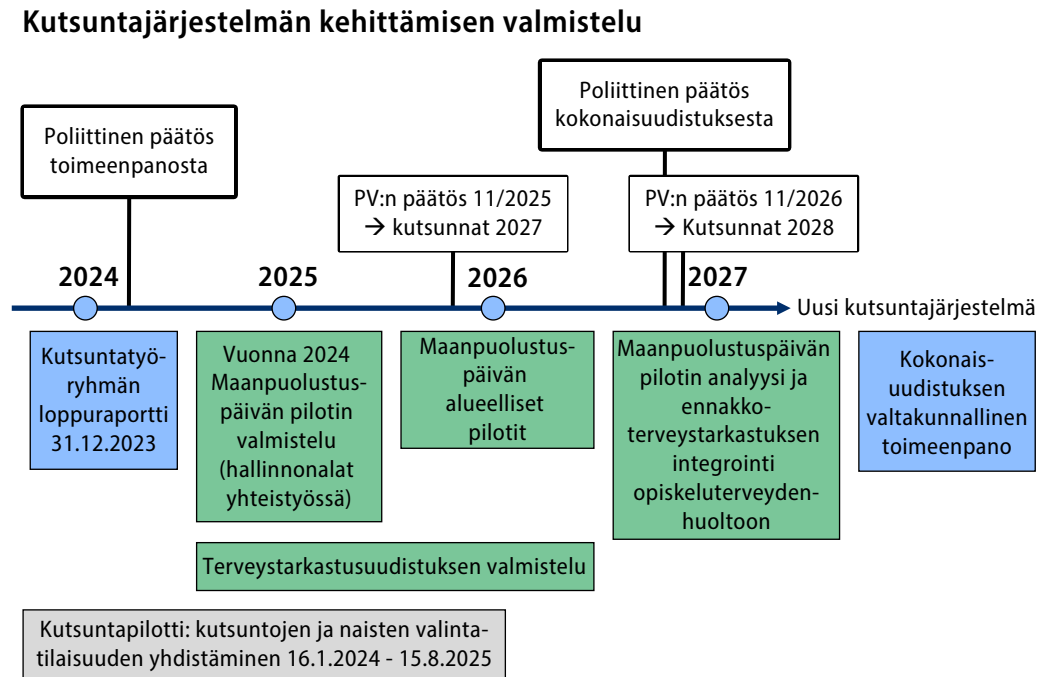 Kutsuntajärjestelmän kehittämisen valmistelu
Poliittinen päätös
toimeenpanosta
Poliittinen päätös
kokonaisuudistuksesta
PV:n päätös 11/2025
→ kutsunnat 2027
PV:n päätös 11/2026
→ Kutsunnat 2028
2024
2025
2026
2027
Uusi kutsuntajärjestelmä
Kutsuntatyö-
ryhmän
loppuraportti
31.12.2023
Vuonna 2024
Maanpuolustus-
päivän pilotin
valmistelu
(hallinnonalat
yhteistyössä)
Maanpuolustus-
päivän
alueelliset
pilotit
Maanpuolustuspäivän
pilotin analyysi ja
ennakko-
terveystarkastuksen
integrointi
opiskeluterveyden-
huoltoon
Kokonais-
uudistuksen
valtakunnallinen
toimeenpano
Terveystarkastusuudistuksen valmistelu
Kutsuntapilotti: kutsuntojen ja naisten valinta-
tilaisuuden yhdistäminen 16.1.2024 - 15.8.2025